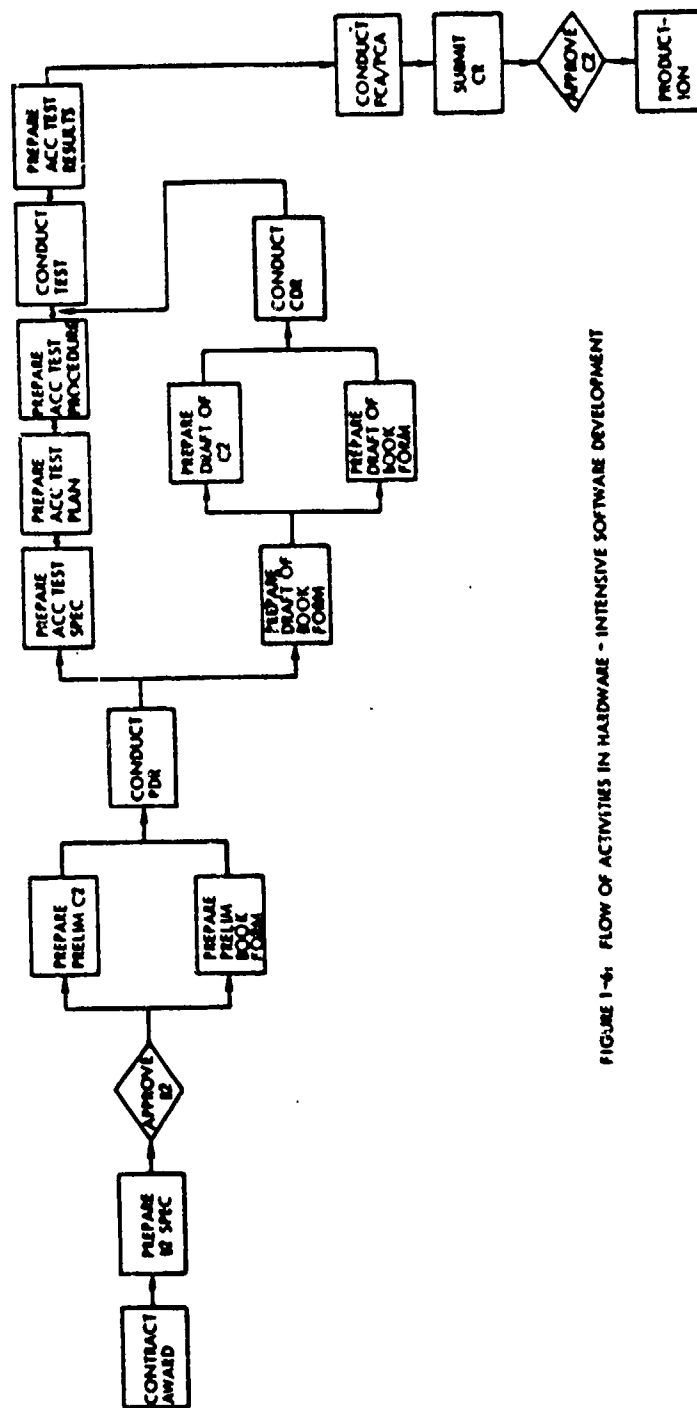 CONTRACT
AWARD
PREPARE
B2 SPEC
APPROVE
B2
PREPARE
PRELIM C2
PREPARE
PRELIM
BOOK
FORM
CONDUCT
PDR
PREPARE
ACC TEST
SPEC
PREPARE
ACC TEST
PLAN
PREPARE
ACC TEST
PROCEDURE
CONDUCT
TEST
PREPARE
ACC TEST
RESULTS
PREPARE
DRAFT OF
BOOK
FORM
PREPARE
DRAFT OF
C2
PREPARE
DRAFT OF
BOOK
FORM
CONDUCT
CDR
CONDUCT
FCA/PCA
SUBMIT
CR
APPROVE
C2
PRODUCT-
ION
FIGURE 1-6: FLOW OF ACTIVITIES IN HARDWARE - INTENSIVE SOFTWARE DEVELOPMENT